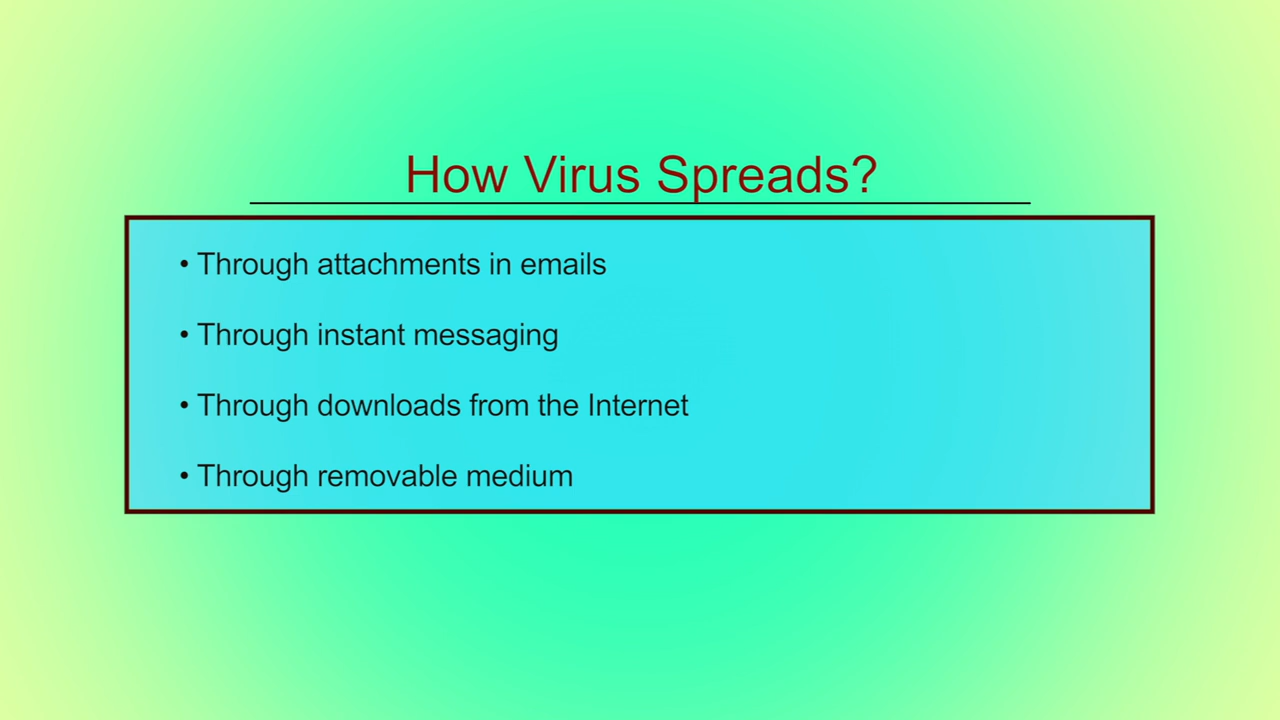 How Virus Spreads?
• Through attachments in emails
• Through instant messaging
• Through downloads from the Internet
• Through removable medium